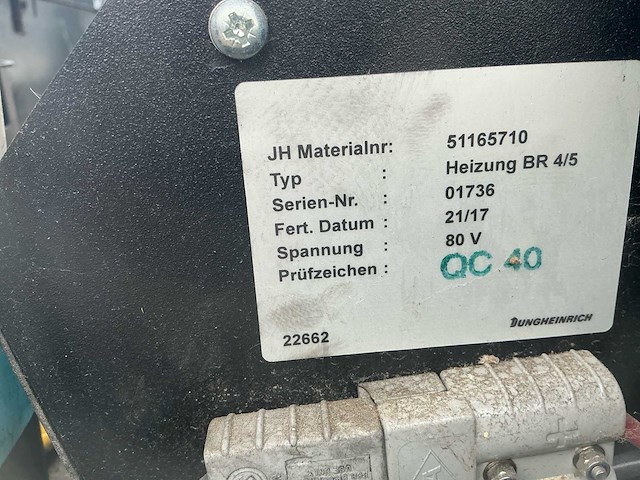 JH Materialnr: 51165710
Typ : Heizung BR 4/5
Serien-Nr. : 01736
Fert. Datum : 21/17
Spannung : 80 V
Prüfzeichen : QC 40
22662 JUNGHEINRICH